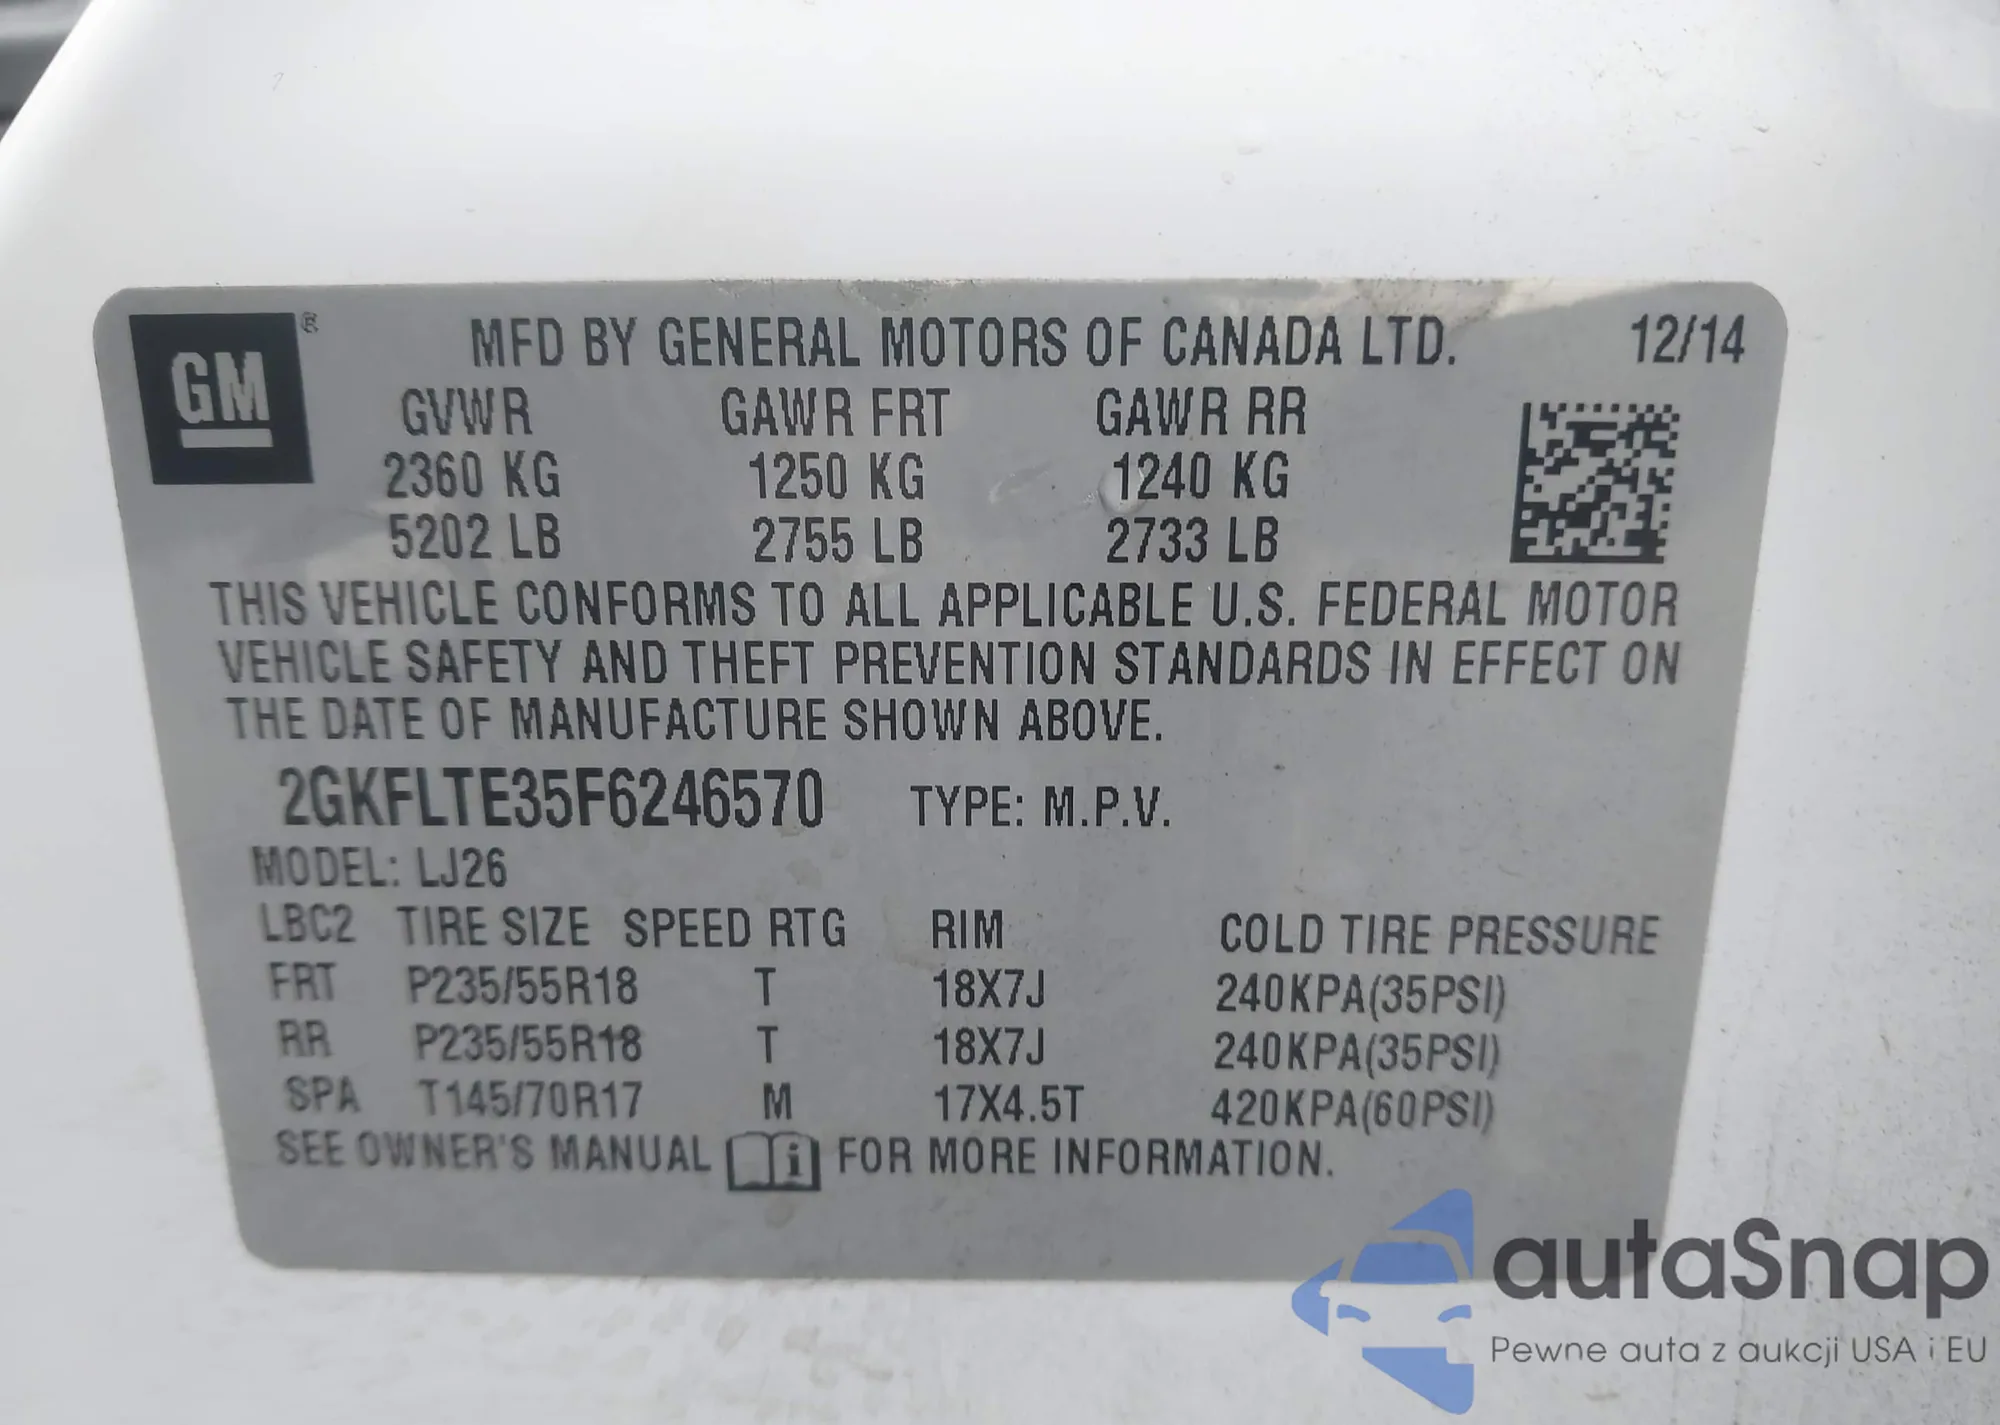 GM ®
MFD BY GENERAL MOTORS OF CANADA LTD. 12/14
GVWR GAWR FRT GAWR RR
2360 KG 1250 KG 1240 KG
5202 LB 2755 LB 2733 LB
THIS VEHICLE CONFORMS TO ALL APPLICABLE U.S. FEDERAL MOTOR
VEHICLE SAFETY AND THEFT PREVENTION STANDARDS IN EFFECT ON
THE DATE OF MANUFACTURE SHOWN ABOVE.
2GKFLTE35F6246570 TYPE: M.P.V.
MODEL: LJ26
LBC2 TIRE SIZE SPEED RTG RIM COLD TIRE PRESSURE
FRT P235/55R18 T 18X7J 240KPA(35PSI)
RR P235/55R18 T 18X7J 240KPA(35PSI)
SPA T145/70R17 M 17X4.5T 420KPA(60PSI)
SEE OWNER'S MANUAL i FOR MORE INFORMATION.
autaSnap
Pewne auta z aukcji USA i EU